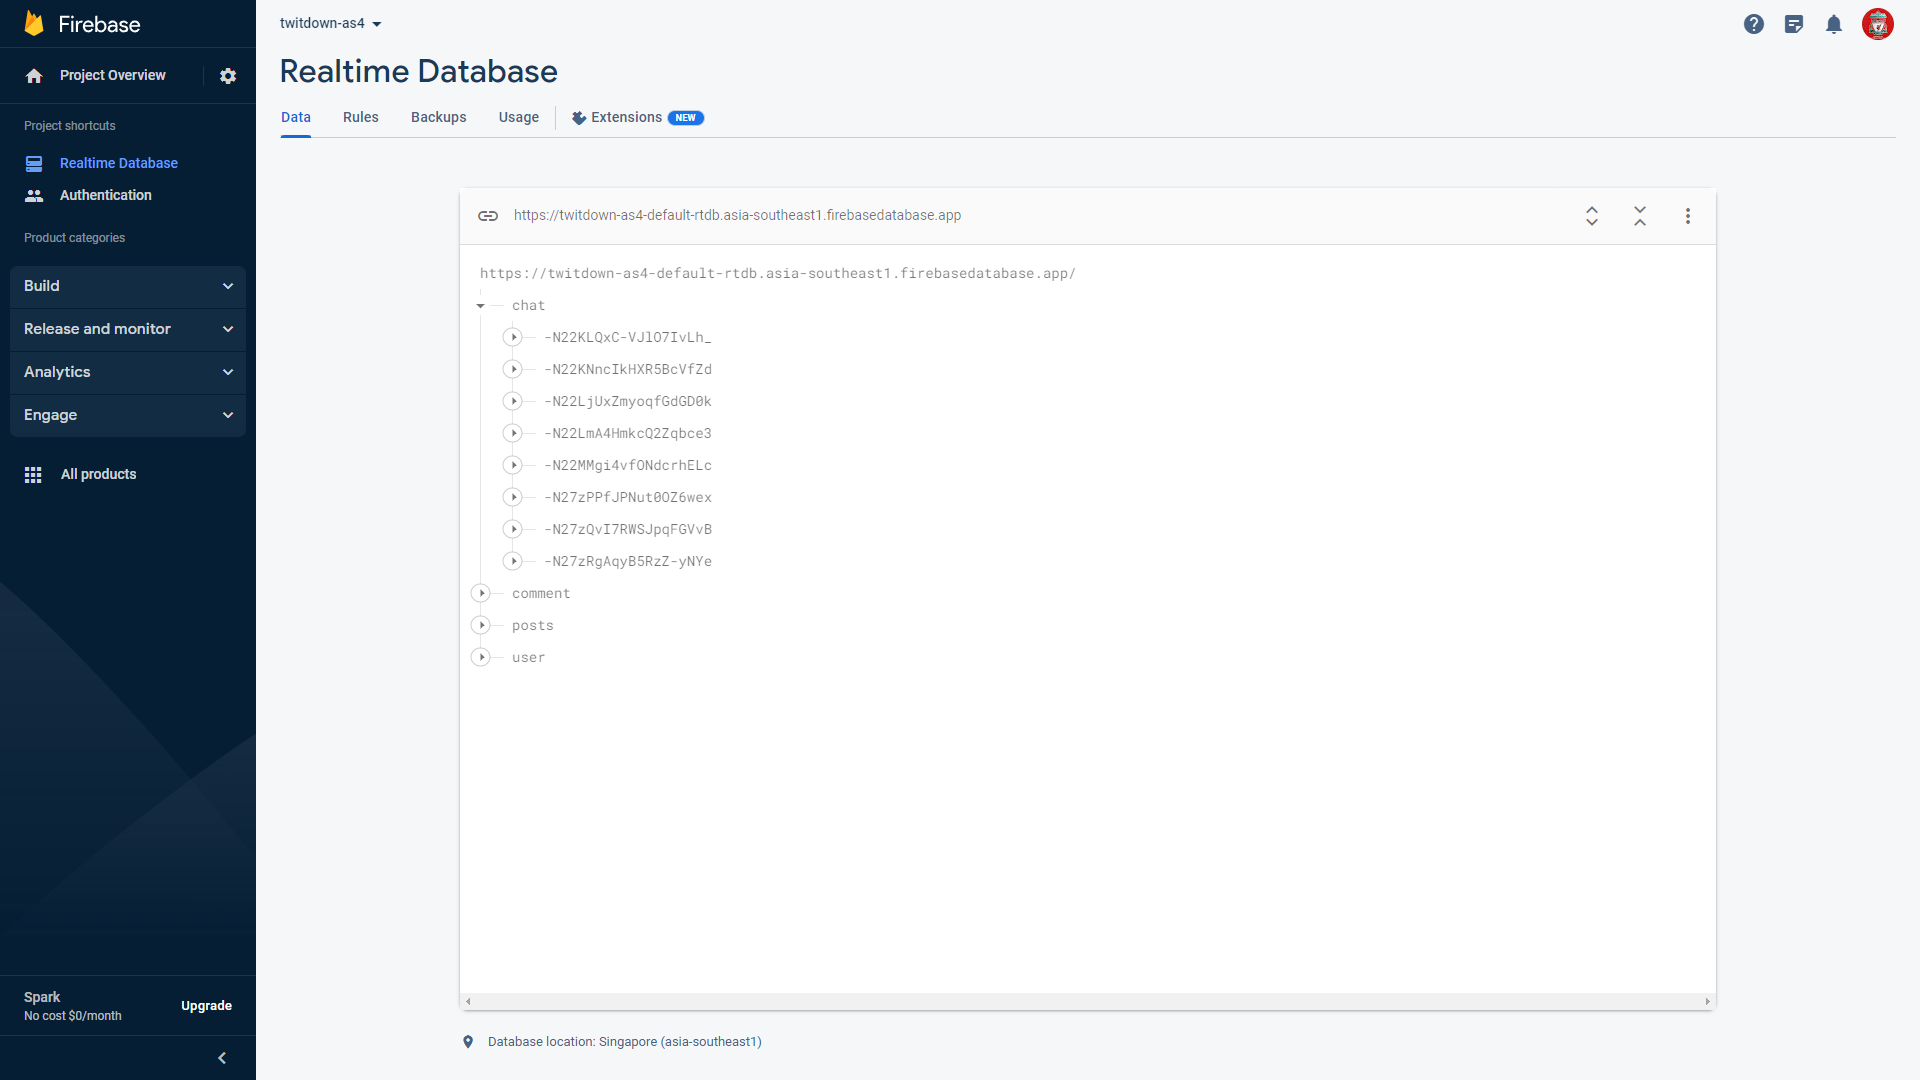 Firebase
Project Overview
Project shortcuts
Realtime Database
Authentication
Product categories
Build
Release and monitor
Analytics
Engage
All products
Spark
No cost $0/month
Upgrade
twitdown-as4
Realtime Database
Data Rules Backups Usage Extensions NEW
https://twitdown-as4-default-rtdb.asia-southeast1.firebasedatabase.app
https://twitdown-as4-default-rtdb.asia-southeast1.firebasedatabase.app/
chat
-N22KLQxC-VJlO7IvLh_
-N22KNncIkHXR5BcVfZd
-N22LjUxZmyoqfGdGD0k
-N22LmA4HmkcQ2Zqbce3
-N22MMgi4vfONdcrhELc
-N27zPPfJPNut0OZ6wex
-N27zQvI7RWSJpqFGVvB
-N27zRgAqyB5RzZ-yNYe
comment
posts
user
Database location: Singapore (asia-southeast1)